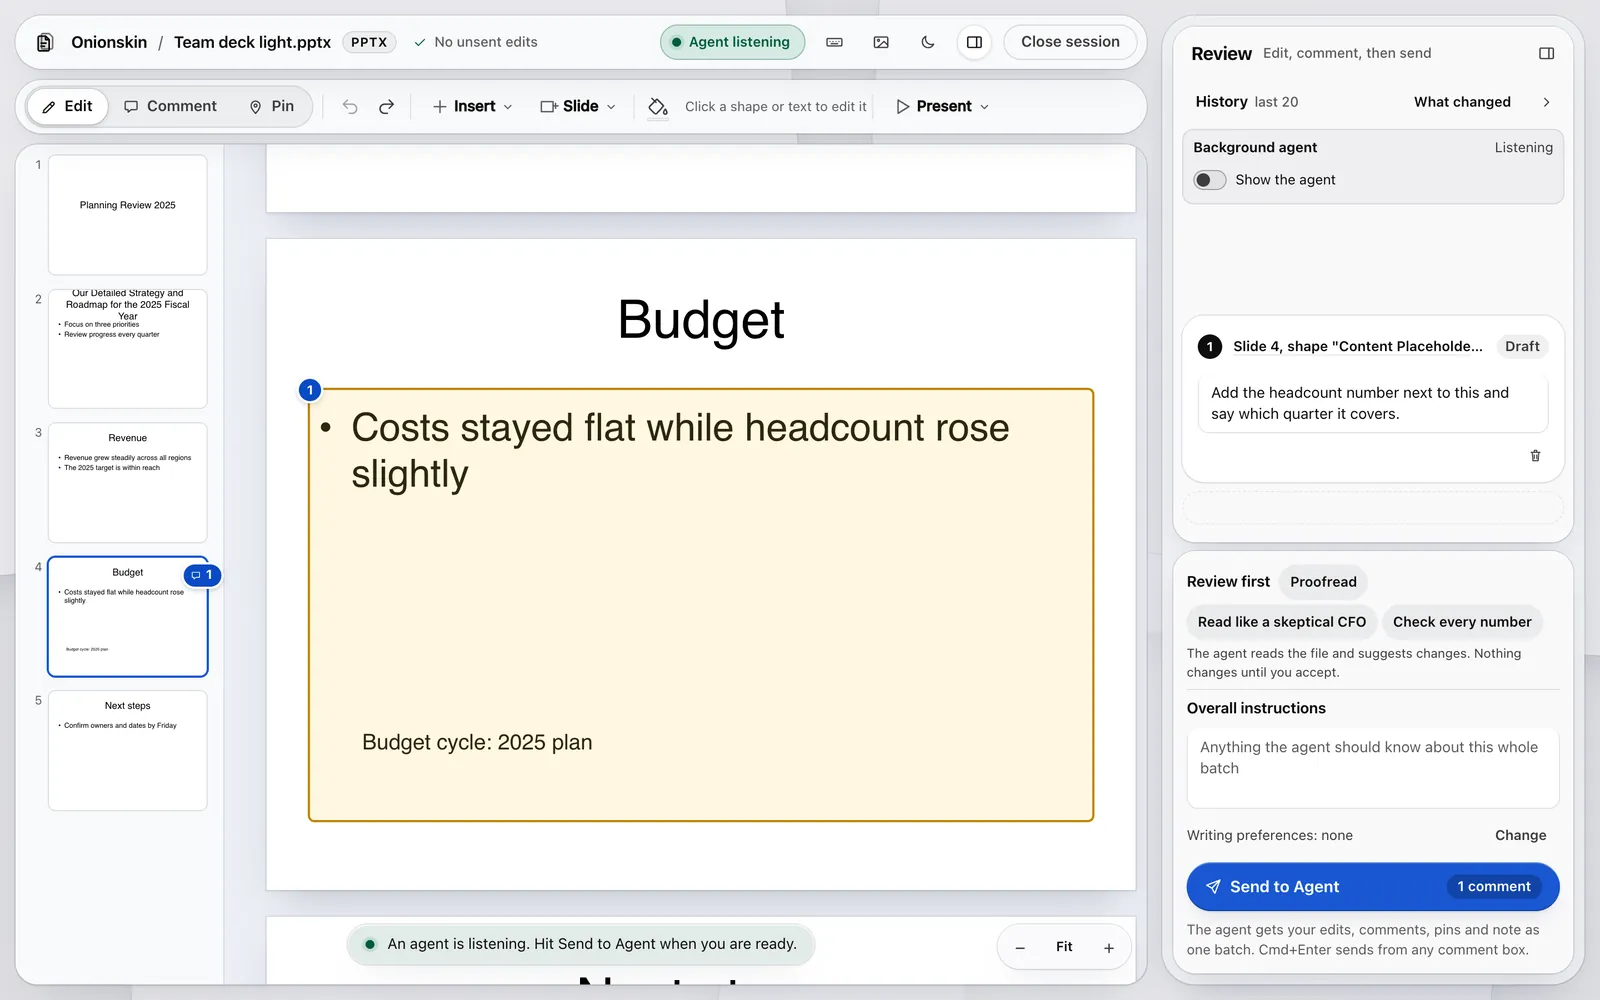 Onionskin / Team deck light.pptx PPTX No unsent edits
Agent listening
Close session
Edit Comment Pin
Insert Slide Click a shape or text to edit it Present
1
Planning Review 2025
2
Our Detailed Strategy and
Roadmap for the 2025 Fiscal
Year
• Focus on three priorities
• Review progress every quarter
3
Revenue
• Revenue grew steadily across all regions
• The 2025 target is within reach
4
1
Budget
• Costs stayed flat while headcount rose
slightly
Budget cycle: 2025 plan
5
Next steps
• Confirm owners and dates by Friday
Budget
1
• Costs stayed flat while headcount rose
slightly
Budget cycle: 2025 plan
An agent is listening. Hit Send to Agent when you are ready.
− Fit +
Review Edit, comment, then send
History last 20 What changed
Background agent Listening
Show the agent
1 Slide 4, shape "Content Placeholde... Draft
Add the headcount number next to this and
say which quarter it covers.
Review first Proofread
Read like a skeptical CFO Check every number
The agent reads the file and suggests changes. Nothing
changes until you accept.
Overall instructions
Anything the agent should know about this whole
batch
Writing preferences: none Change
Send to Agent 1 comment
The agent gets your edits, comments, pins and note as
one batch. Cmd+Enter sends from any comment box.